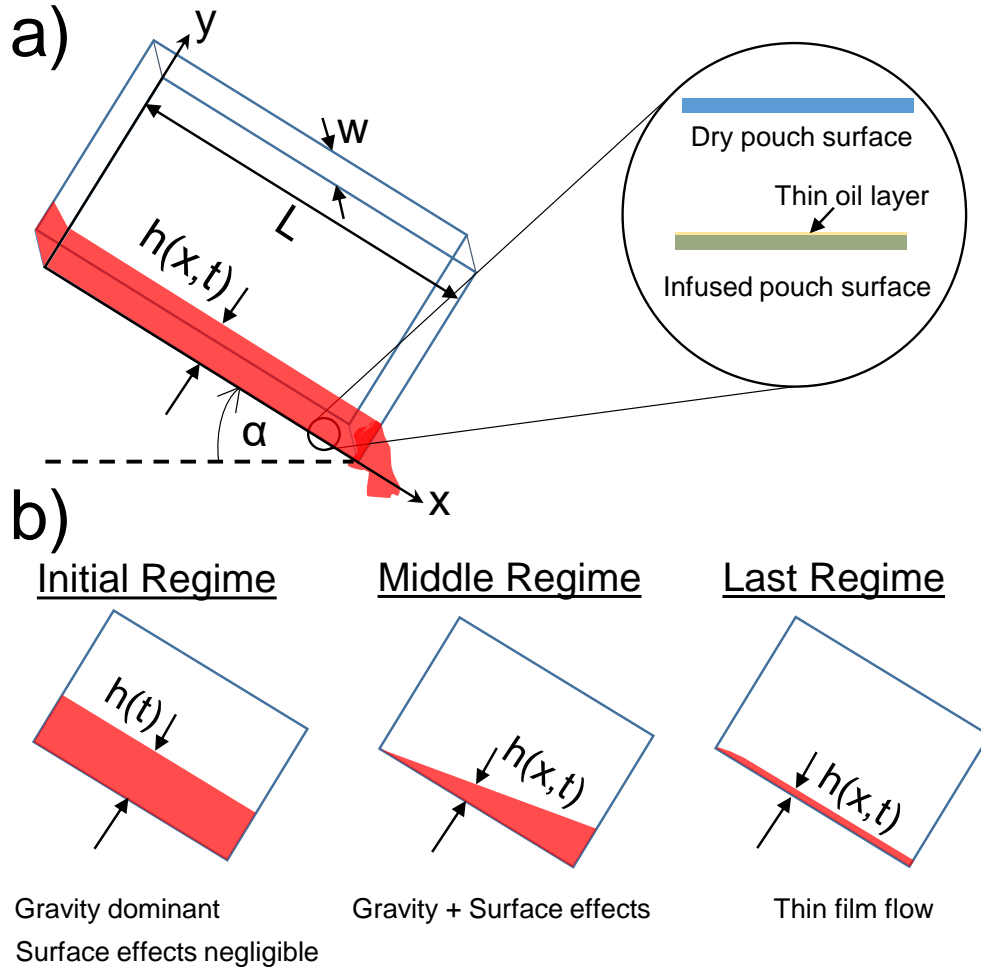 a)
y
w
L
h(x,t)
α
x
Dry pouch surface
Thin oil layer
Infused pouch surface
b)
Initial Regime
Middle Regime
Last Regime
h(t)
h(x,t)
h(x,t)
Gravity dominant
Surface effects negligible
Gravity + Surface effects
Thin film flow